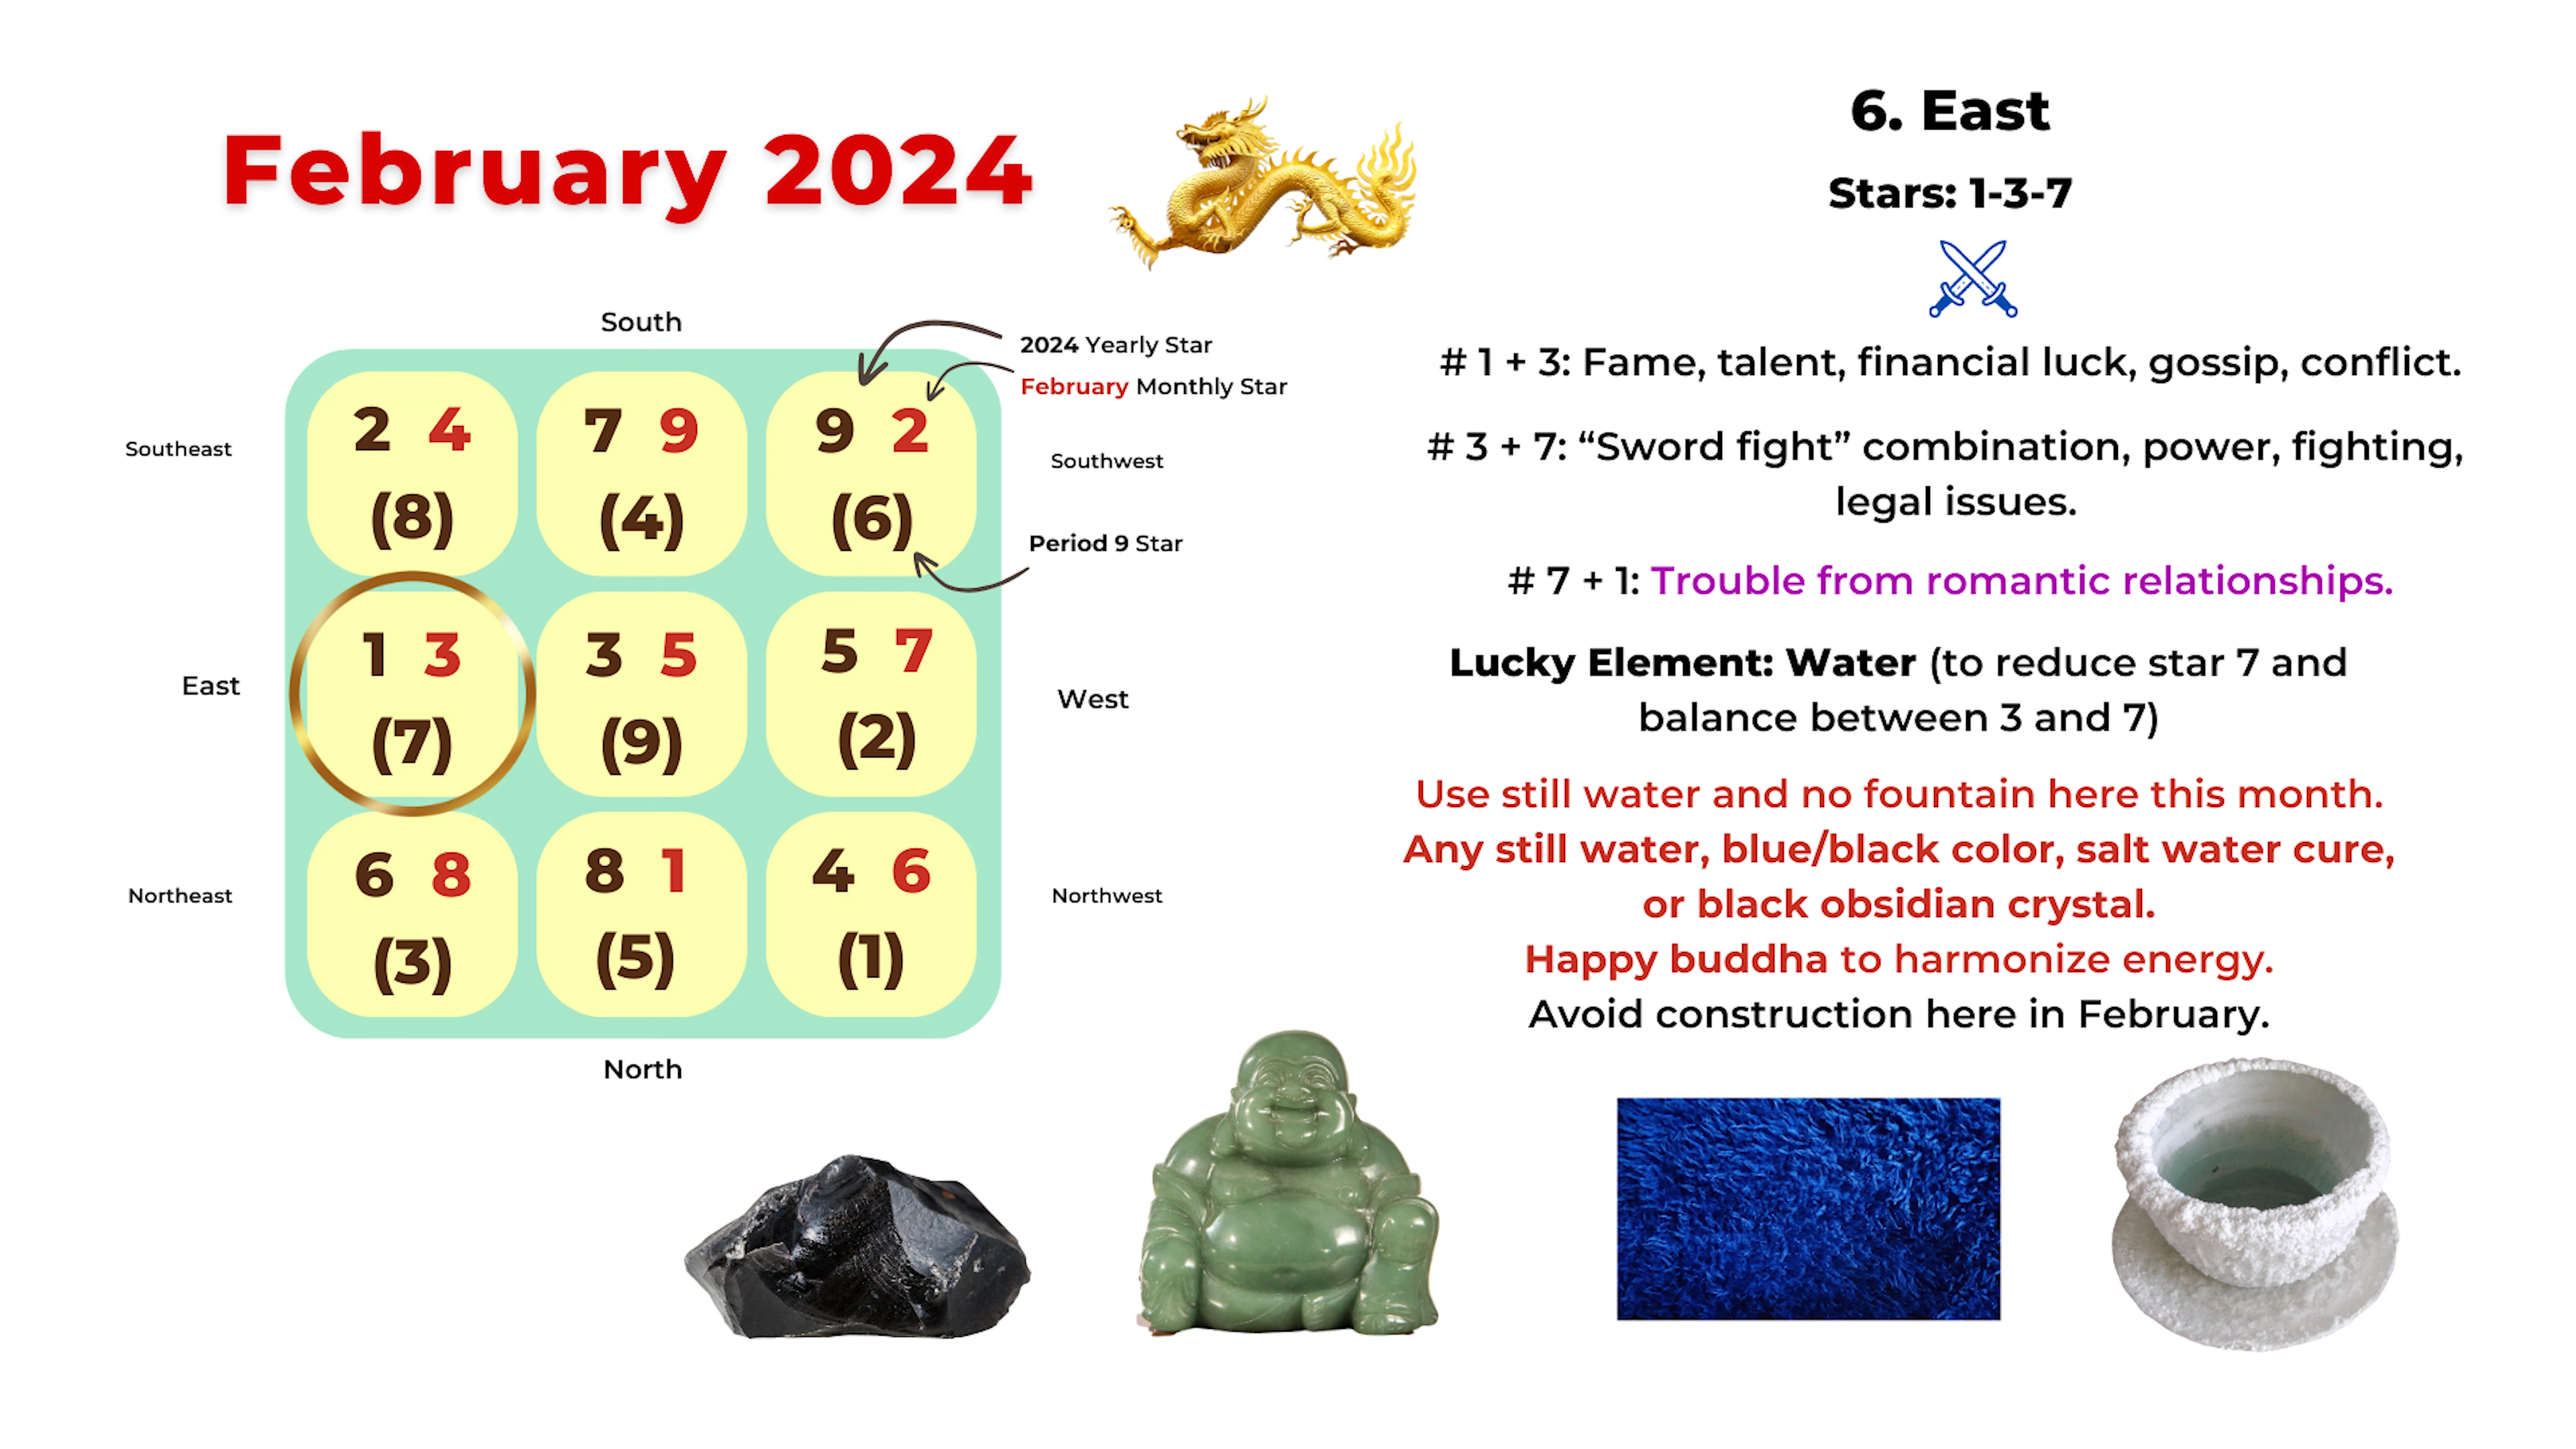 February 2024
South
2024 Yearly Star
February Monthly Star
Southeast
2 4
(8)
7 9
(4)
9 2
(6)
Southwest
Period 9 Star
East
1 3
(7)
3 5
(9)
5 7
(2)
West
Northeast
6 8
(3)
8 1
(5)
4 6
(1)
Northwest
North
6. East
Stars: 1-3-7
# 1 + 3: Fame, talent, financial luck, gossip, conflict.
# 3 + 7: “Sword fight” combination, power, fighting,
legal issues.
# 7 + 1: Trouble from romantic relationships.
Lucky Element: Water (to reduce star 7 and
balance between 3 and 7)
Use still water and no fountain here this month.
Any still water, blue/black color, salt water cure,
or black obsidian crystal.
Happy buddha to harmonize energy.
Avoid construction here in February.